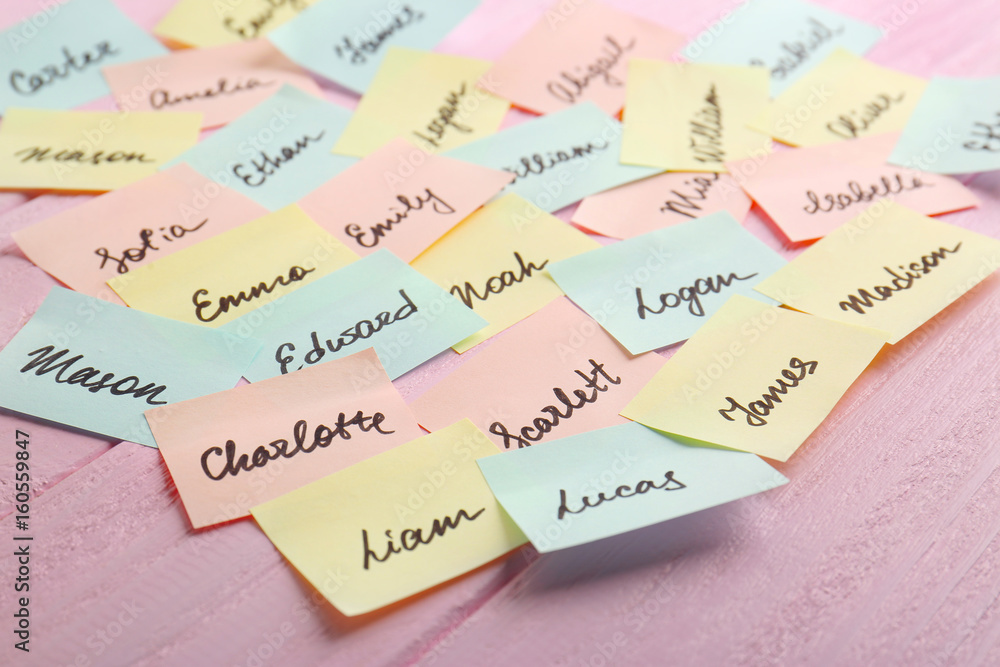 Emily
James
Carter
Amelia
Abigail
Gabriel
Logan
William
Oliver
Mason
Ethan
William
Mia
Isabella
Sofia
Emily
Emma
Noah
Logan
Madison
Edward
Mason
Scarlett
James
Charlotte
Lucas
Liam
Adobe Stock | #160559847